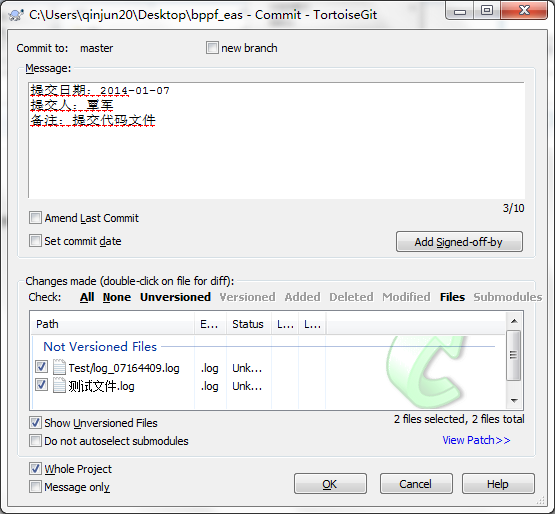 C:\Users\qinjun20\Desktop\bppf_eas - Commit - TortoiseGit
Commit to: master new branch
Message:
提交日期：2014-01-07
提交人：覃军
备注：提交代码文件
3/10
Amend Last Commit
Set commit date
Add Signed-off-by
Changes made (double-click on file for diff):
Check: All None Unversioned Versioned Added Deleted Modified Files Submodules
Path E... Status L... L...
Not Versioned Files
Test/log_07164409.log .log Unk...
测试文件.log .log Unk...
Show Unversioned Files
2 files selected, 2 files total
Do not autoselect submodules
View Patch>>
Whole Project
Message only
OK Cancel Help